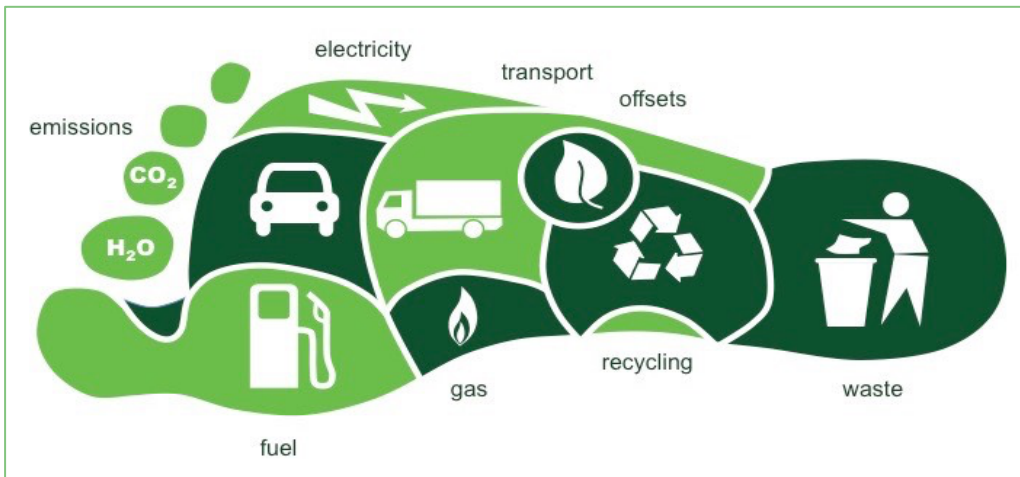 electricity
transport
offsets
emissions
CO₂
H₂O
recycling
gas
waste
fuel